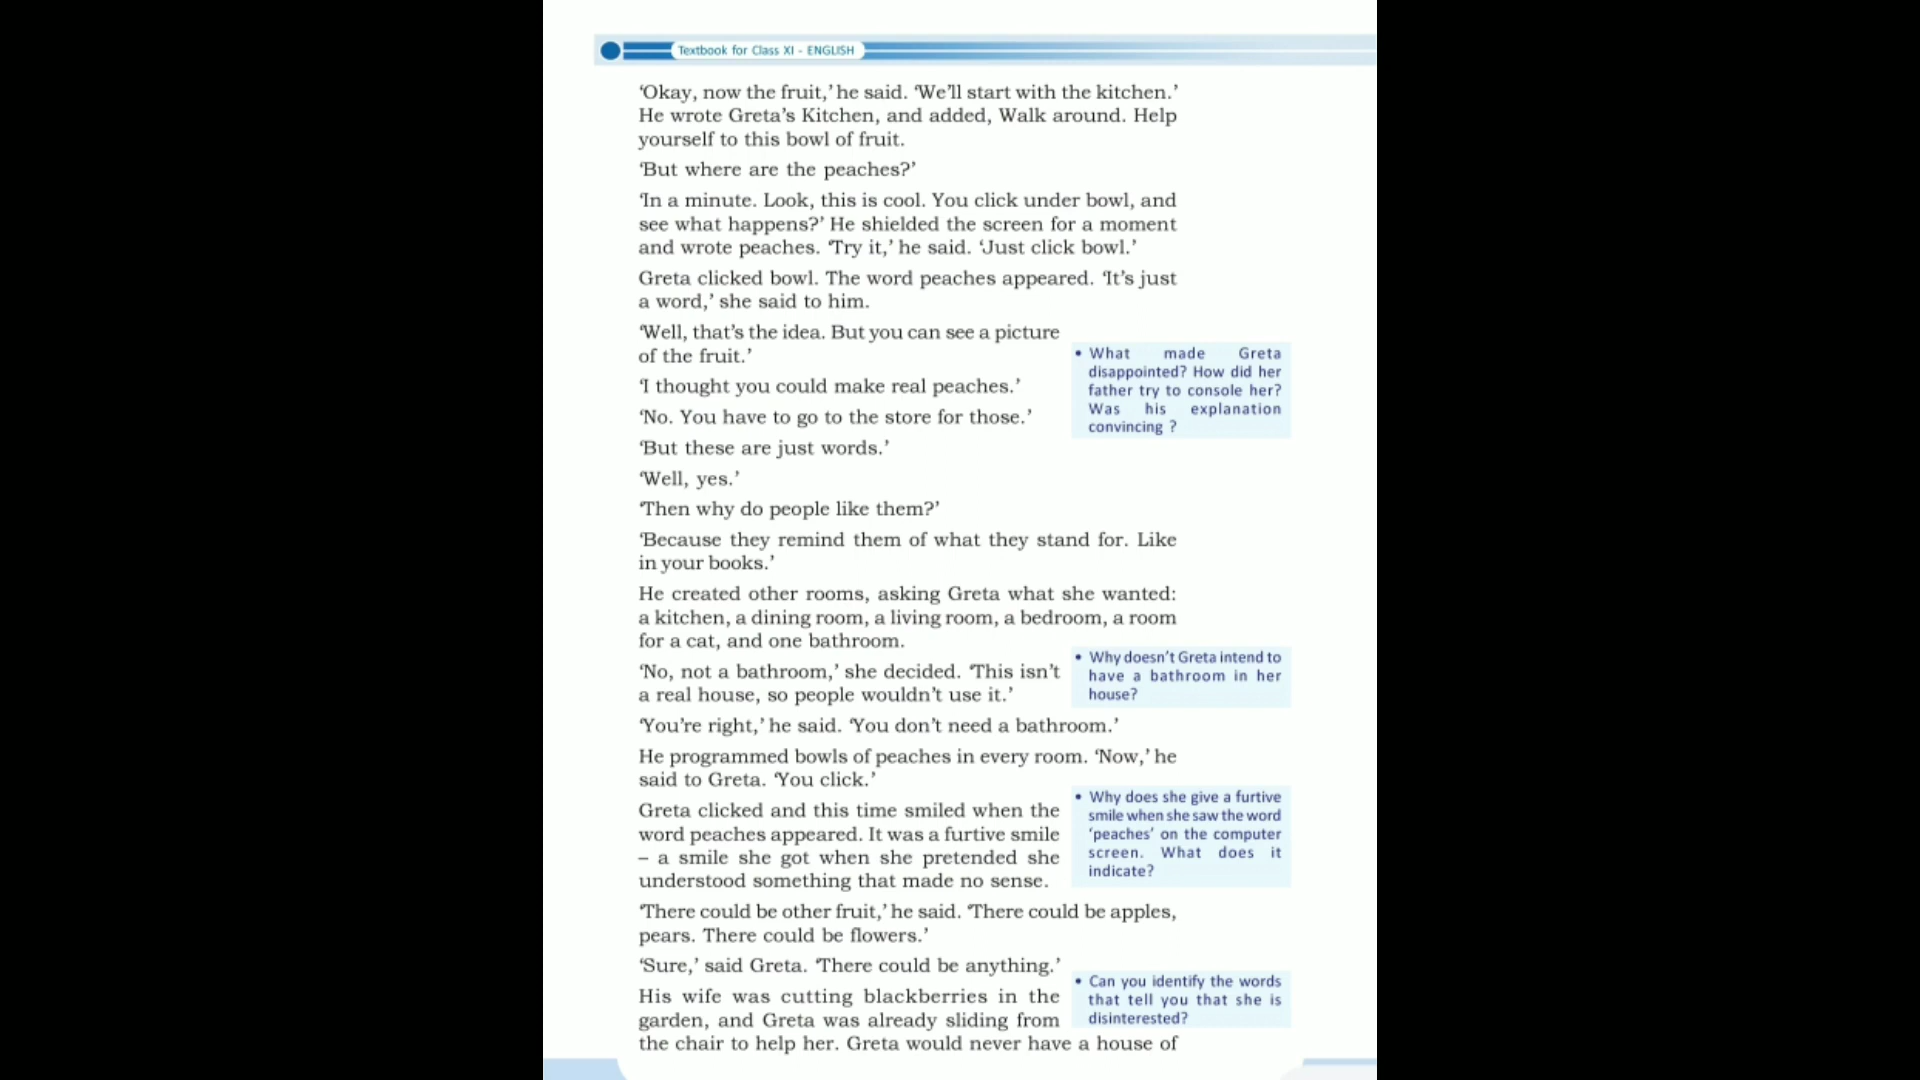 Textbook for Class XI - ENGLISH
‘Okay, now the fruit,’ he said. ‘We’ll start with the kitchen.’
He wrote Greta’s Kitchen, and added, Walk around. Help
yourself to this bowl of fruit.
‘But where are the peaches?’
‘In a minute. Look, this is cool. You click under bowl, and
see what happens?’ He shielded the screen for a moment
and wrote peaches. ‘Try it,’ he said. ‘Just click bowl.’
Greta clicked bowl. The word peaches appeared. ‘It’s just
a word,’ she said to him.
‘Well, that’s the idea. But you can see a picture
of the fruit.’
‘I thought you could make real peaches.’
‘No. You have to go to the store for those.’
• What made Greta
disappointed? How did her
father try to console her?
Was his explanation
convincing ?
‘But these are just words.’
‘Well, yes.’
‘Then why do people like them?’
‘Because they remind them of what they stand for. Like
in your books.’
He created other rooms, asking Greta what she wanted:
a kitchen, a dining room, a living room, a bedroom, a room
for a cat, and one bathroom.
‘No, not a bathroom,’ she decided. ‘This isn’t
a real house, so people wouldn’t use it.’
• Why doesn’t Greta intend to
have a bathroom in her
house?
‘You’re right,’ he said. ‘You don’t need a bathroom.’
He programmed bowls of peaches in every room. ‘Now,’ he
said to Greta. ‘You click.’
Greta clicked and this time smiled when the
word peaches appeared. It was a furtive smile
– a smile she got when she pretended she
understood something that made no sense.
• Why does she give a furtive
smile when she saw the word
‘peaches’ on the computer
screen. What does it
indicate?
‘There could be other fruit,’ he said. ‘There could be apples,
pears. There could be flowers.’
‘Sure,’ said Greta. ‘There could be anything.’
His wife was cutting blackberries in the
garden, and Greta was already sliding from
the chair to help her. Greta would never have a house of
• Can you identify the words
that tell you that she is
disinterested?